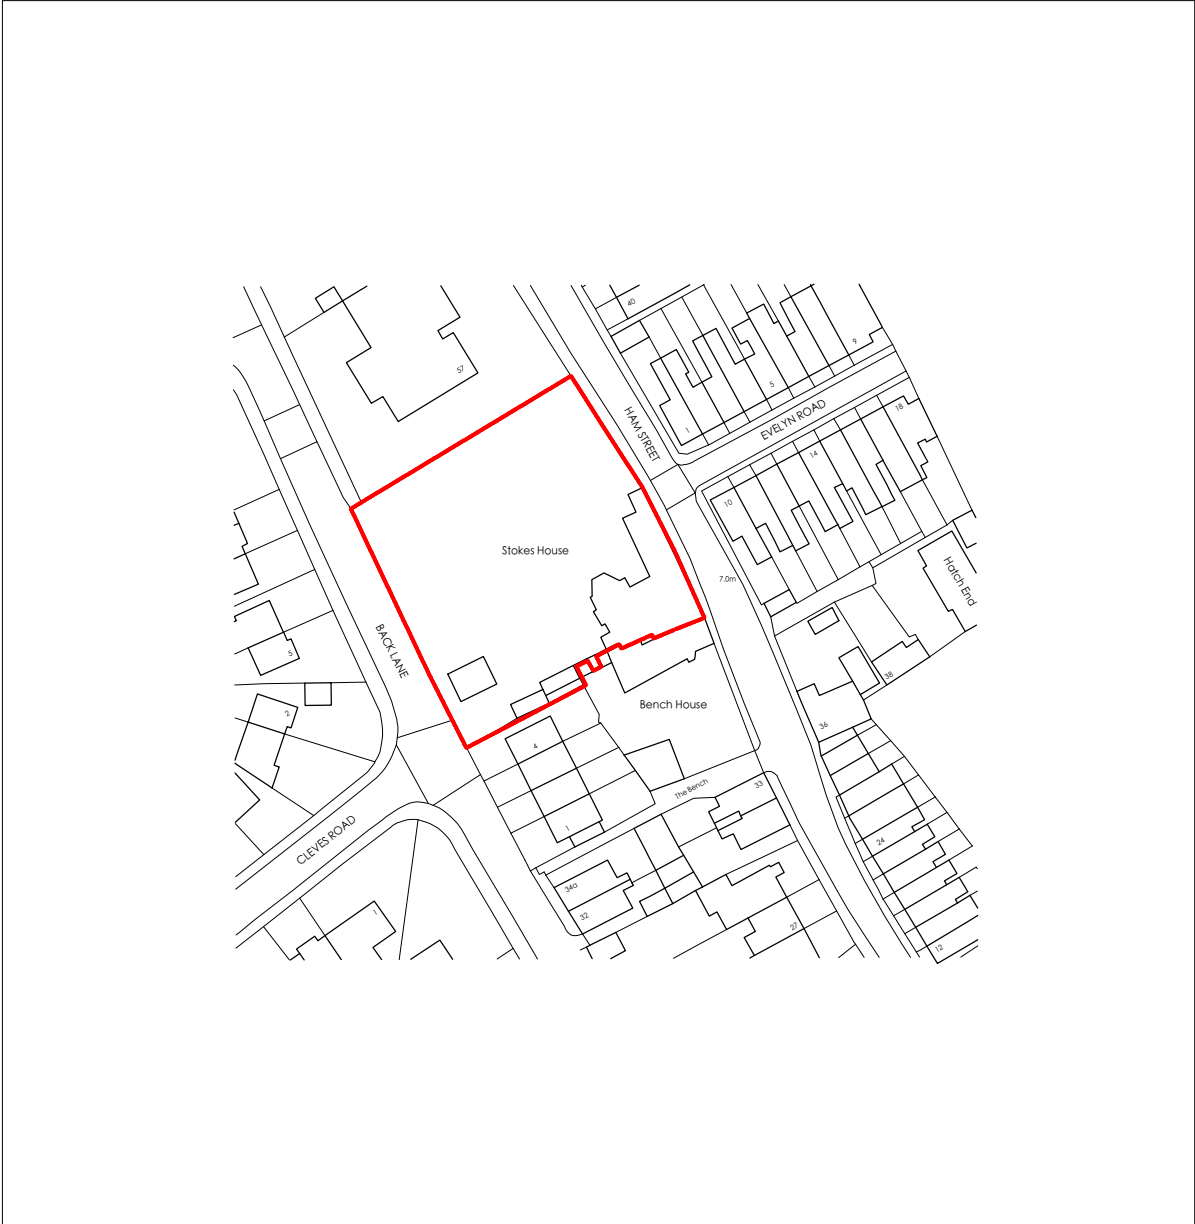 40
9
57
5
1
HAM STREET
EVELYN ROAD
18
14
10
Stokes House
7.0m
Hatch End
BACK LANE
5
38
2
Bench House
36
4
The Bench
33
1
CLEVES ROAD
24
34a
32
1
27
12